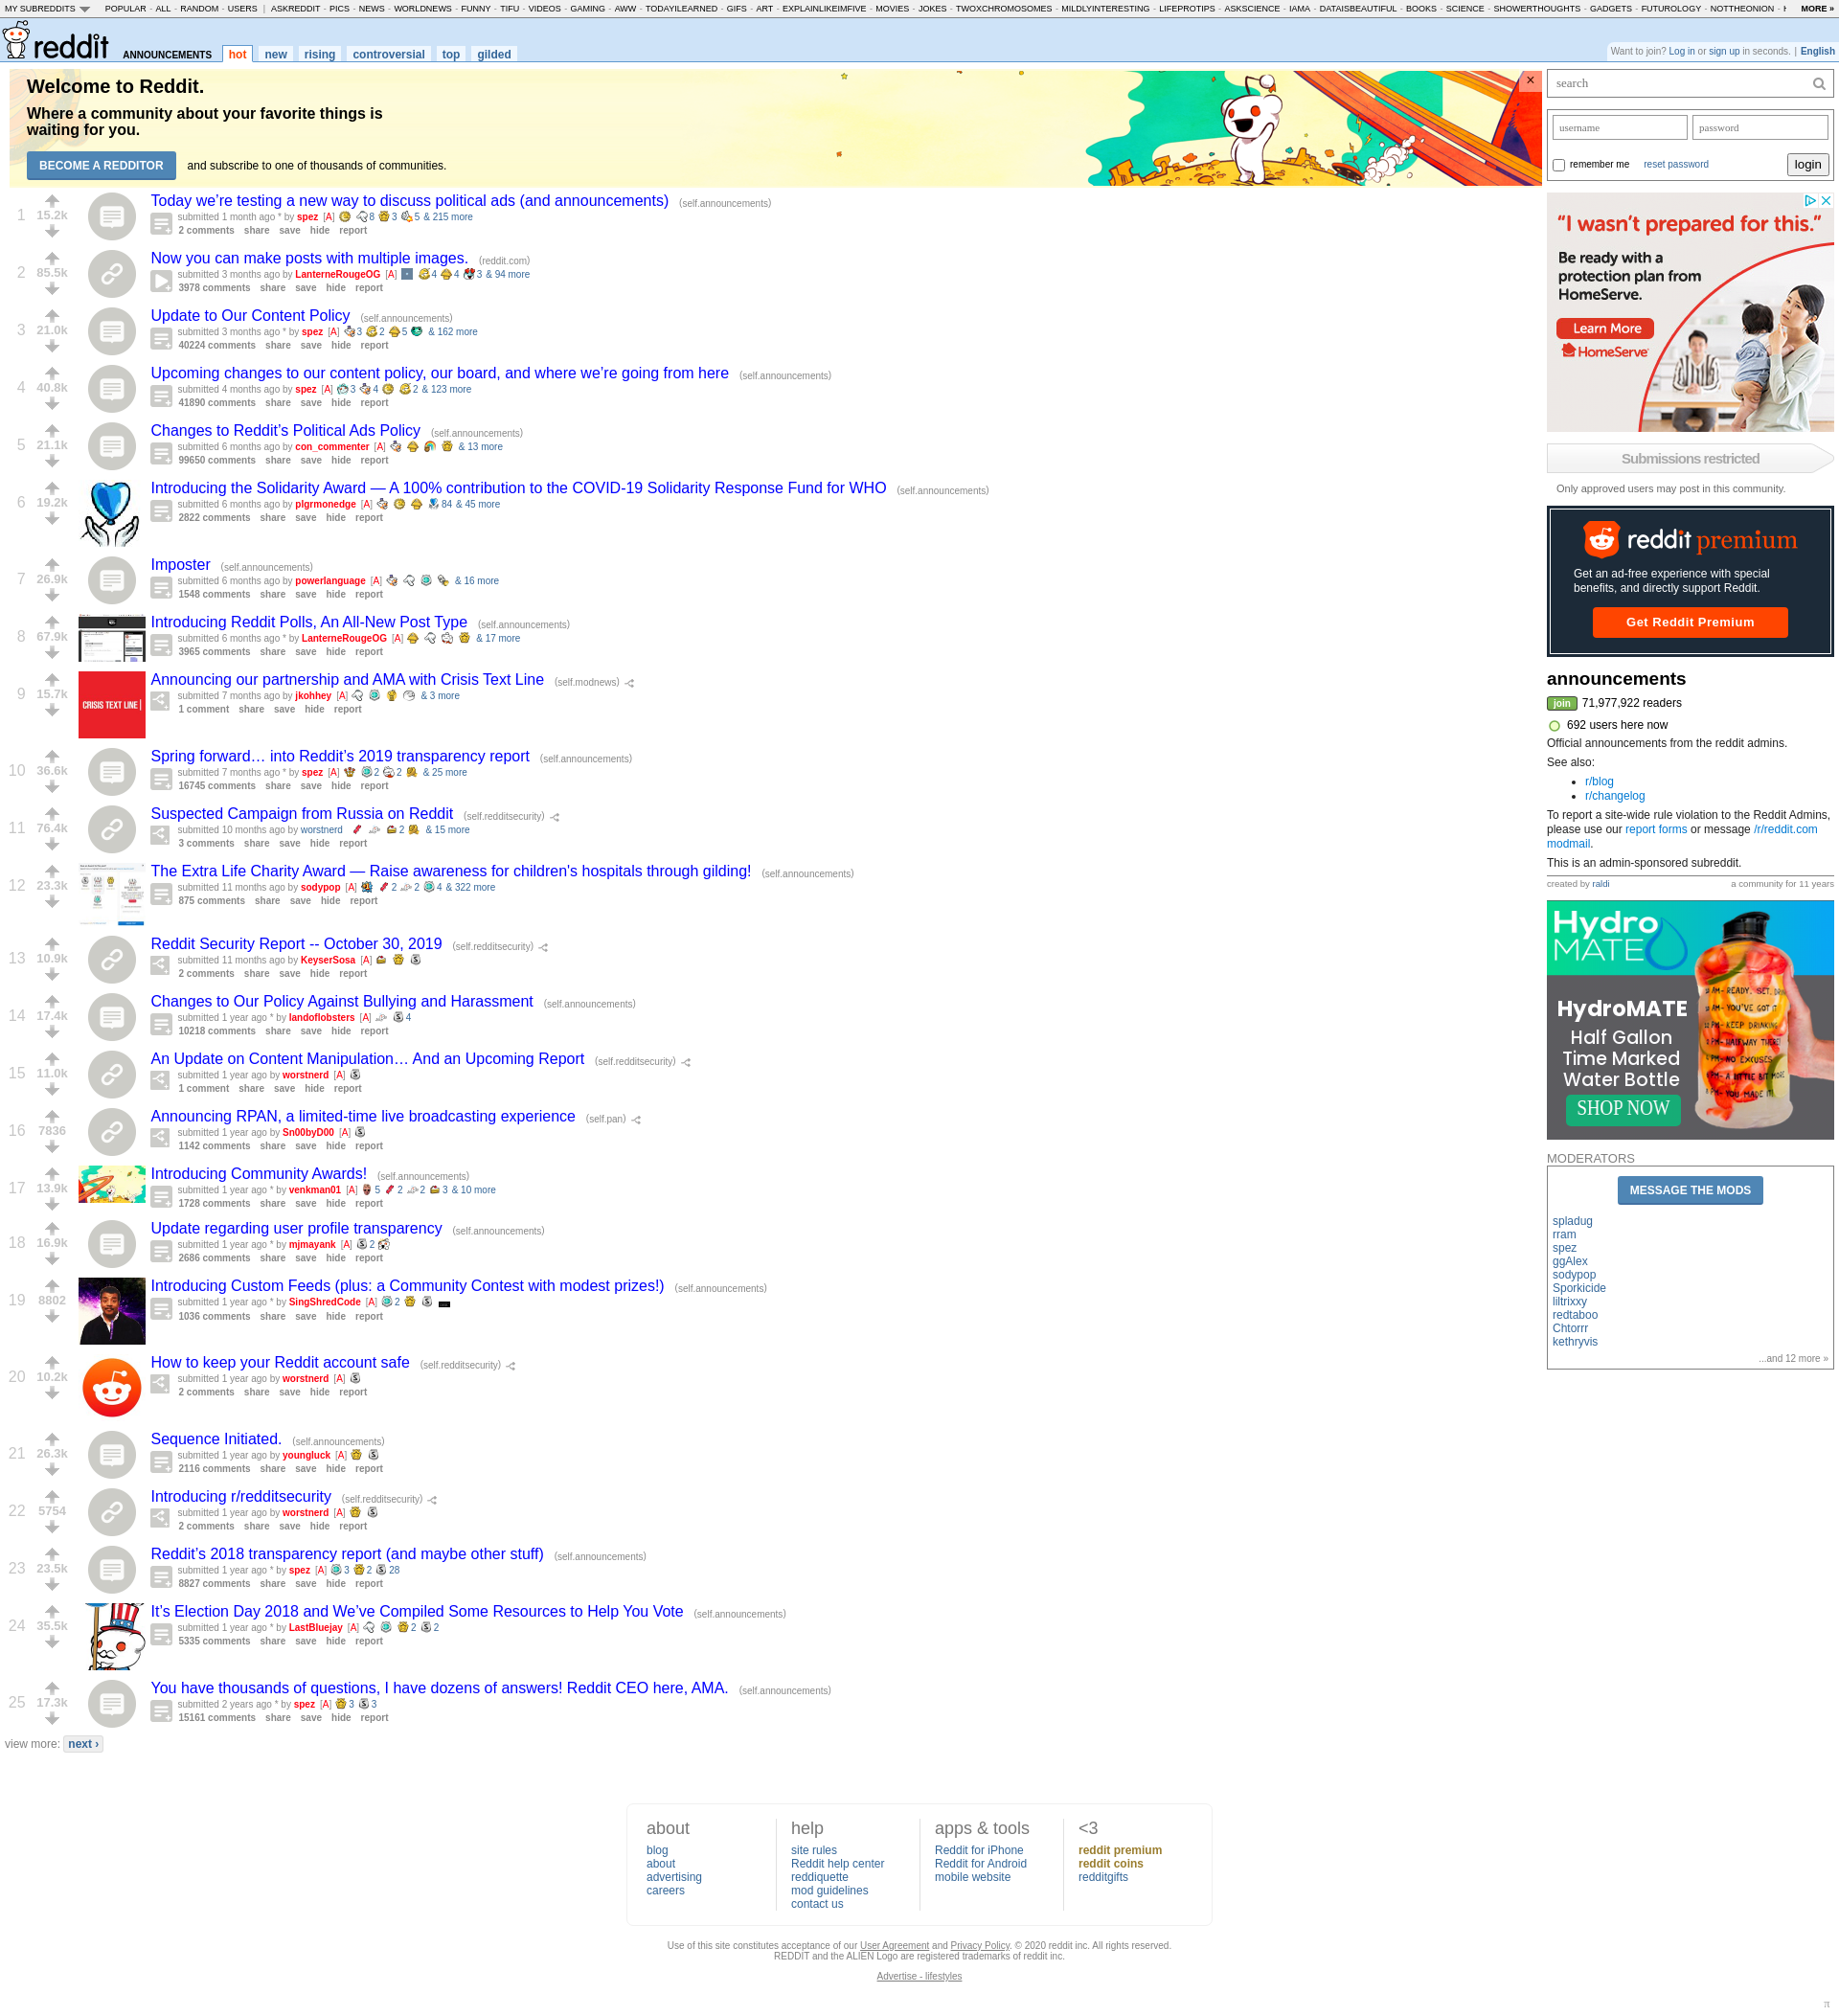 MY SUBREDDITS POPULAR - ALL - RANDOM - USERS | ASKREDDIT - PICS - NEWS - WORLDNEWS - FUNNY - TIFU - VIDEOS - GAMING - AWW - TODAYILEARNED - GIFS - ART - EXPLAINLIKEIMFIVE - MOVIES - JOKES - TWOXCHROMOSOMES - MILDLYINTERESTING - LIFEPROTIPS - ASKSCIENCE - IAMA - DATAISBEAUTIFUL - BOOKS - SCIENCE - SHOWERTHOUGHTS - GADGETS - FUTUROLOGY - NOTTHEONION - MORE »
reddit ANNOUNCEMENTS hot new rising controversial top gilded
Want to join? Log in or sign up in seconds. | English
Welcome to Reddit.
Where a community about your favorite things is
waiting for you.
BECOME A REDDITOR and subscribe to one of thousands of communities.
1 15.2k
Today we're testing a new way to discuss political ads (and announcements) (self.announcements)
submitted 1 month ago * by spez [A] 8 3 5 & 215 more
2 comments share save hide report
2 85.5k
Now you can make posts with multiple images. (reddit.com)
submitted 3 months ago by LanterneRougeOG [A] 4 4 3 & 94 more
3978 comments share save hide report
3 21.0k
Update to Our Content Policy (self.announcements)
submitted 3 months ago * by spez [A] 3 2 5 & 162 more
40224 comments share save hide report
4 40.8k
Upcoming changes to our content policy, our board, and where we're going from here (self.announcements)
submitted 4 months ago by spez [A] 3 4 2 & 123 more
41890 comments share save hide report
5 21.1k
Changes to Reddit's Political Ads Policy (self.announcements)
submitted 6 months ago by con_commenter [A] & 13 more
99650 comments share save hide report
6 19.2k
Introducing the Solidarity Award — A 100% contribution to the COVID-19 Solidarity Response Fund for WHO (self.announcements)
submitted 6 months ago by plgrmonedge [A] 84 & 45 more
2822 comments share save hide report
7 26.9k
Imposter (self.announcements)
submitted 6 months ago by powerlanguage [A] & 16 more
1548 comments share save hide report
8 67.9k
Introducing Reddit Polls, An All-New Post Type (self.announcements)
submitted 6 months ago * by LanterneRougeOG [A] & 17 more
3965 comments share save hide report
9 15.7k
CRISIS TEXT LINE
Announcing our partnership and AMA with Crisis Text Line (self.modnews)
submitted 7 months ago by jkohhey [A] & 3 more
1 comment share save hide report
10 36.6k
Spring forward… into Reddit's 2019 transparency report (self.announcements)
submitted 7 months ago * by spez [A] 2 2 & 25 more
16745 comments share save hide report
11 76.4k
Suspected Campaign from Russia on Reddit (self.redditsecurity)
submitted 10 months ago by worstnerd 2 & 15 more
3 comments share save hide report
12 23.3k
The Extra Life Charity Award — Raise awareness for children's hospitals through gilding! (self.announcements)
submitted 11 months ago by sodypop [A] 2 2 4 & 322 more
875 comments share save hide report
13 10.9k
Reddit Security Report -- October 30, 2019 (self.redditsecurity)
submitted 11 months ago by KeyserSosa [A]
2 comments share save hide report
14 17.4k
Changes to Our Policy Against Bullying and Harassment (self.announcements)
submitted 1 year ago * by landoflobsters [A] 4
10218 comments share save hide report
15 11.0k
An Update on Content Manipulation… And an Upcoming Report (self.redditsecurity)
submitted 1 year ago by worstnerd [A]
1 comment share save hide report
16 7836
Announcing RPAN, a limited-time live broadcasting experience (self.pan)
submitted 1 year ago by Sn00byD00 [A]
1142 comments share save hide report
17 13.9k
Introducing Community Awards! (self.announcements)
submitted 1 year ago * by venkman01 [A] 5 2 2 3 & 10 more
1728 comments share save hide report
18 16.9k
Update regarding user profile transparency (self.announcements)
submitted 1 year ago * by mjmayank [A] 2
2686 comments share save hide report
19 8802
Introducing Custom Feeds (plus: a Community Contest with modest prizes!) (self.announcements)
submitted 1 year ago * by SingShredCode [A] 2
1036 comments share save hide report
20 10.2k
How to keep your Reddit account safe (self.redditsecurity)
submitted 1 year ago by worstnerd [A]
2 comments share save hide report
21 26.3k
Sequence Initiated. (self.announcements)
submitted 1 year ago by youngluck [A]
2116 comments share save hide report
22 5754
Introducing r/redditsecurity (self.redditsecurity)
submitted 1 year ago by worstnerd [A]
2 comments share save hide report
23 23.5k
Reddit's 2018 transparency report (and maybe other stuff) (self.announcements)
submitted 1 year ago * by spez [A] 3 2 28
8827 comments share save hide report
24 35.5k
It's Election Day 2018 and We've Compiled Some Resources to Help You Vote (self.announcements)
submitted 1 year ago * by LastBluejay [A] 2 2
5335 comments share save hide report
25 17.3k
You have thousands of questions, I have dozens of answers! Reddit CEO here, AMA. (self.announcements)
submitted 2 years ago * by spez [A] 3 3
15161 comments share save hide report
view more: next ›
search
username password
remember me reset password login
"I wasn't prepared for this."
Be ready with a
protection plan from
HomeServe.
Learn More
HomeServe
Submissions restricted
Only approved users may post in this community.
reddit premium
Get an ad-free experience with special
benefits, and directly support Reddit.
Get Reddit Premium
announcements
join 71,977,922 readers
692 users here now
Official announcements from the reddit admins.
See also:
• r/blog
• r/changelog
To report a site-wide rule violation to the Reddit Admins,
please use our report forms or message /r/reddit.com
modmail.
This is an admin-sponsored subreddit.
created by raldi a community for 11 years
Hydro
MATE
HydroMATE
Half Gallon
Time Marked
Water Bottle
SHOP NOW
MODERATORS
MESSAGE THE MODS
spladug
rram
spez
ggAlex
sodypop
Sporkicide
liltrixxy
redtaboo
Chtorrr
kethryvis
...and 12 more »
about
blog
about
advertising
careers
help
site rules
Reddit help center
reddiquette
mod guidelines
contact us
apps & tools
Reddit for iPhone
Reddit for Android
mobile website
<3
reddit premium
reddit coins
redditgifts
Use of this site constitutes acceptance of our User Agreement and Privacy Policy. © 2020 reddit inc. All rights reserved.
REDDIT and the ALIEN Logo are registered trademarks of reddit inc.
Advertise - lifestyles
π